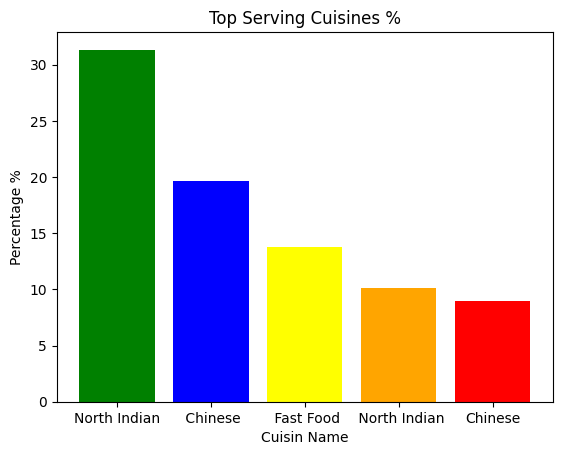 Top Serving Cuisines %
Percentage %
30
25
20
15
10
5
0
North Indian Chinese Fast Food North Indian Chinese
Cuisin Name